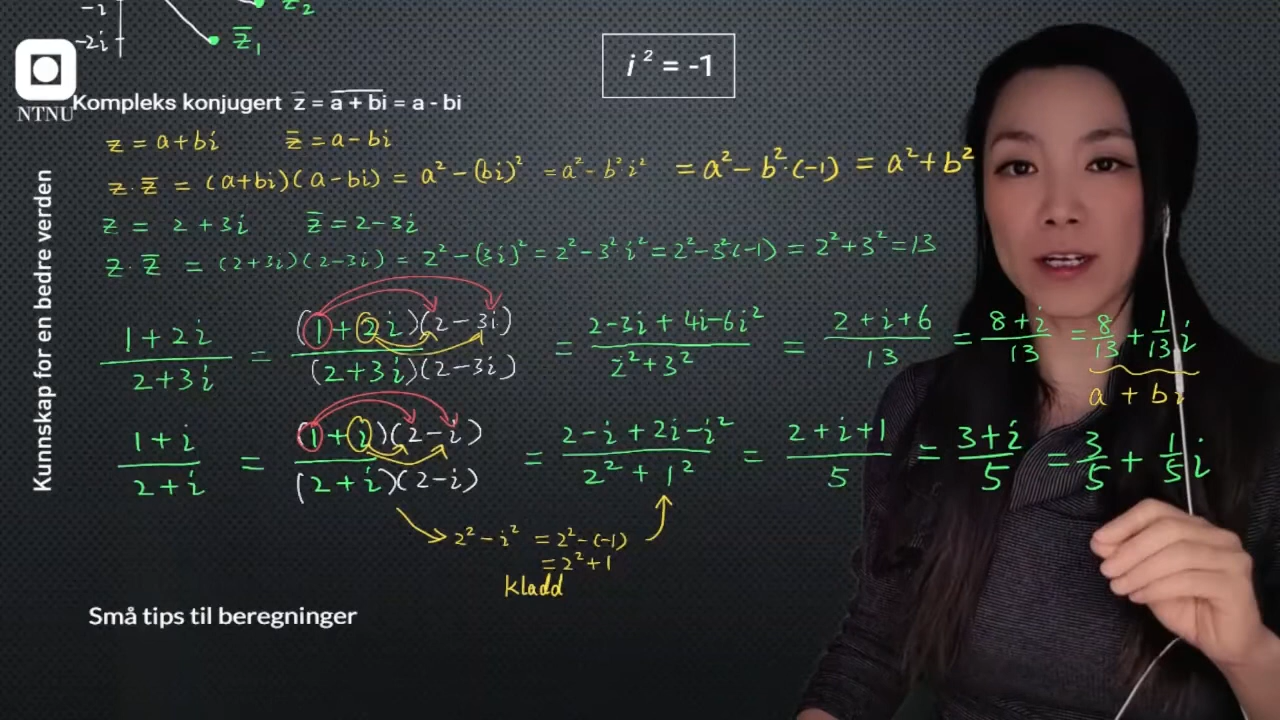 -i
z₂
-2i
z̅₁
i² = -1
NTNU
Kompleks konjugert z̅ = a + bi = a - bi
z = a+bi z̅ = a-bi
z·z̅ = (a+bi)(a-bi) = a²-(bi)² = a²-b²i² = a²-b²·(-1) = a²+b²
z = 2+3i z̅ = 2-3i
z·z̅ = (2+3i)(2-3i) = 2²-(3i)² = 2²-3²i² = 2²-3²·(-1) = 2²+3² = 13
(1+2i)/(2+3i) = (1+2i)(2-3i)/(2+3i)(2-3i) = (2-3i+4i-6i²)/(2²+3²) = (2+i+6)/13 = (8+i)/13 = 8/13 + 1/13 i
a + bi
(1+i)/(2+i) = (1+i)(2-i)/(2+i)(2-i) = (2-i+2i-i²)/(2²+1²) = (2+i+1)/5 = (3+i)/5 = 3/5 + 1/5 i
2²-i² = 2²-(-1)
= 2²+1
kladd
Små tips til beregninger
Kunnskap for en bedre verden